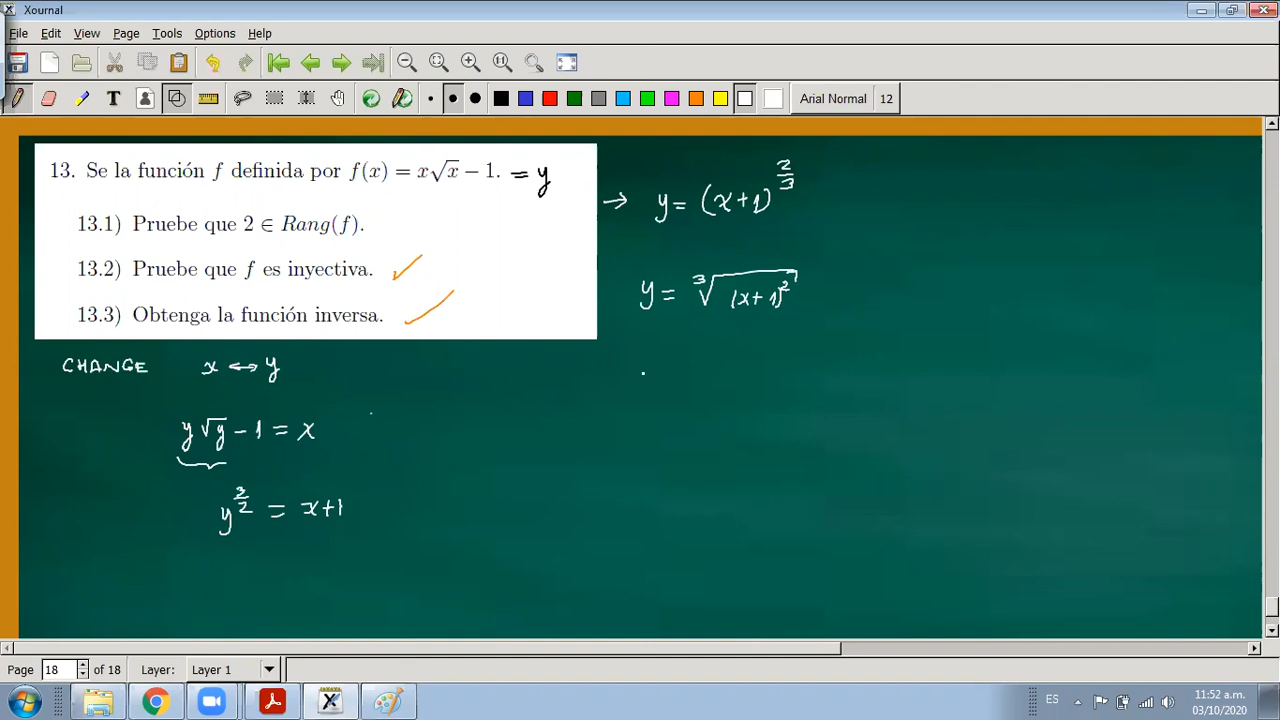 Xournal
File Edit View Page Tools Options Help
Arial Normal 12
13. Se la función f definida por f(x) = x√x − 1. = y
13.1) Pruebe que 2 ∈ Rang(f).
13.2) Pruebe que f es inyectiva. ✓
13.3) Obtenga la función inversa. ✓
CHANGE x ↔ y
y√y − 1 = x
y^(3/2) = x+1
→ y = (x+1)^(2/3)
y = ∛(x+1)²
Page 18 of 18 Layer: Layer 1
ES 11:52 a.m.
03/10/2020